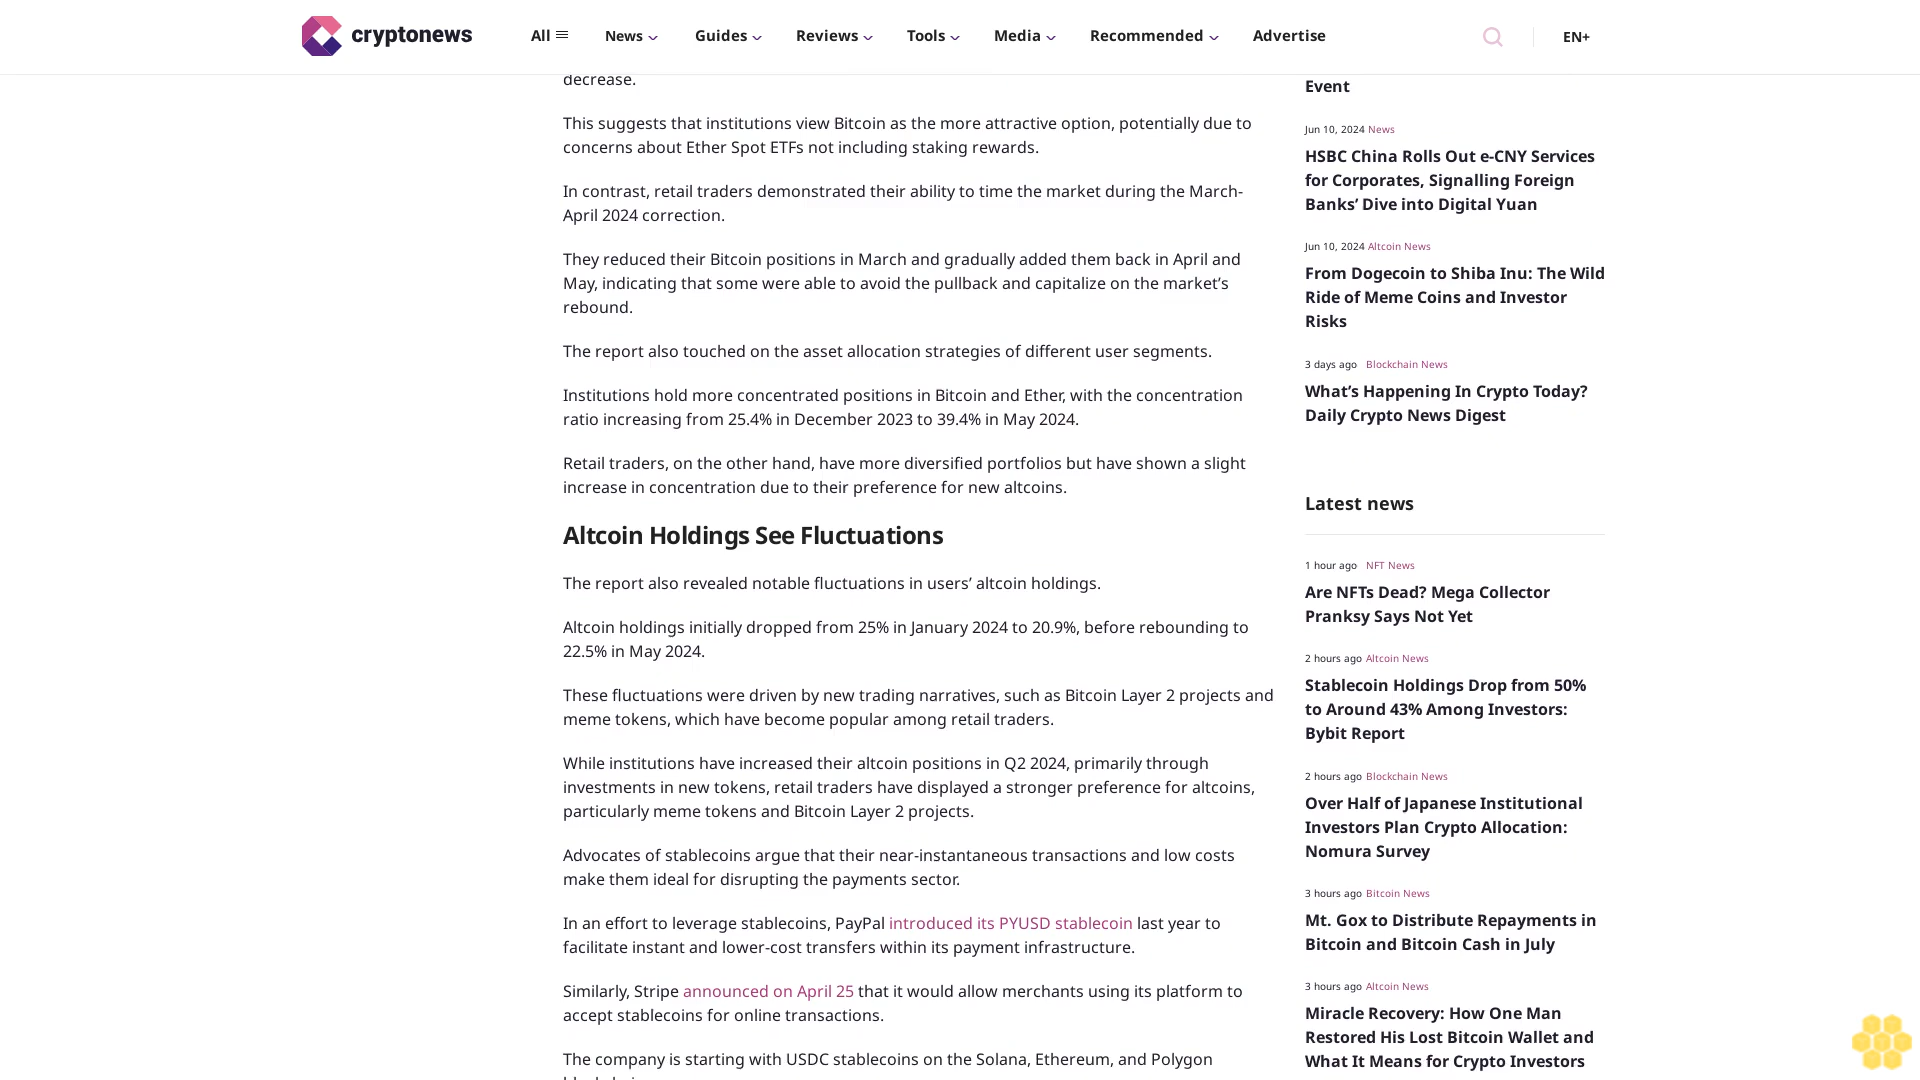 cryptonews
All
News
Guides
Reviews
Tools
Media
Recommended
Advertise
EN+
decrease.
This suggests that institutions view Bitcoin as the more attractive option, potentially due to
concerns about Ether Spot ETFs not including staking rewards.
In contrast, retail traders demonstrated their ability to time the market during the March-
April 2024 correction.
They reduced their Bitcoin positions in March and gradually added them back in April and
May, indicating that some were able to avoid the pullback and capitalize on the market’s
rebound.
The report also touched on the asset allocation strategies of different user segments.
Institutions hold more concentrated positions in Bitcoin and Ether, with the concentration
ratio increasing from 25.4% in December 2023 to 39.4% in May 2024.
Retail traders, on the other hand, have more diversified portfolios but have shown a slight
increase in concentration due to their preference for new altcoins.
Altcoin Holdings See Fluctuations
The report also revealed notable fluctuations in users’ altcoin holdings.
Altcoin holdings initially dropped from 25% in January 2024 to 20.9%, before rebounding to
22.5% in May 2024.
These fluctuations were driven by new trading narratives, such as Bitcoin Layer 2 projects and
meme tokens, which have become popular among retail traders.
While institutions have increased their altcoin positions in Q2 2024, primarily through
investments in new tokens, retail traders have displayed a stronger preference for altcoins,
particularly meme tokens and Bitcoin Layer 2 projects.
Advocates of stablecoins argue that their near-instantaneous transactions and low costs
make them ideal for disrupting the payments sector.
In an effort to leverage stablecoins, PayPal introduced its PYUSD stablecoin last year to
facilitate instant and lower-cost transfers within its payment infrastructure.
Similarly, Stripe announced on April 25 that it would allow merchants using its platform to
accept stablecoins for online transactions.
The company is starting with USDC stablecoins on the Solana, Ethereum, and Polygon
Event
Jun 10, 2024 News
HSBC China Rolls Out e-CNY Services
for Corporates, Signalling Foreign
Banks’ Dive into Digital Yuan
Jun 10, 2024 Altcoin News
From Dogecoin to Shiba Inu: The Wild
Ride of Meme Coins and Investor
Risks
3 days ago Blockchain News
What’s Happening In Crypto Today?
Daily Crypto News Digest
Latest news
1 hour ago NFT News
Are NFTs Dead? Mega Collector
Pranksy Says Not Yet
2 hours ago Altcoin News
Stablecoin Holdings Drop from 50%
to Around 43% Among Investors:
Bybit Report
2 hours ago Blockchain News
Over Half of Japanese Institutional
Investors Plan Crypto Allocation:
Nomura Survey
3 hours ago Bitcoin News
Mt. Gox to Distribute Repayments in
Bitcoin and Bitcoin Cash in July
3 hours ago Altcoin News
Miracle Recovery: How One Man
Restored His Lost Bitcoin Wallet and
What It Means for Crypto Investors